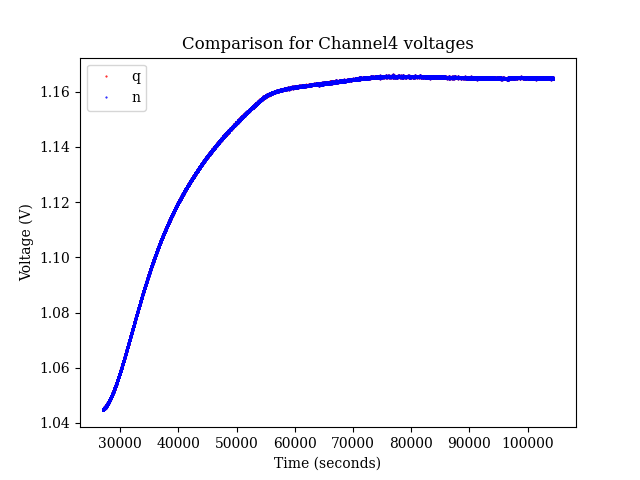 Comparison for Channel4 voltages
q
n
1.16
1.14
1.12
1.10
1.08
1.06
1.04
Voltage (V)
30000 40000 50000 60000 70000 80000 90000 100000
Time (seconds)